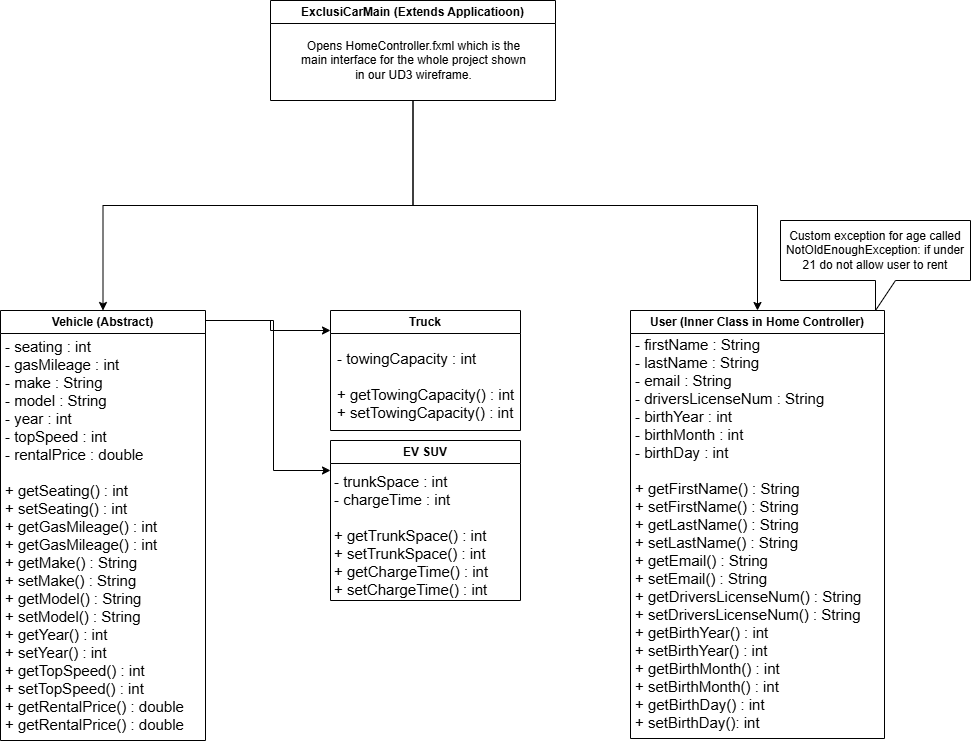 ExclusiCarMain (Extends Applicatioon)
Opens HomeController.fxml which is the
main interface for the whole project shown
in our UD3 wireframe.
Custom exception for age called
NotOldEnoughException: if under
21 do not allow user to rent
Vehicle (Abstract)
- seating : int
- gasMileage : int
- make : String
- model : String
- year : int
- topSpeed : int
- rentalPrice : double
+ getSeating() : int
+ setSeating() : int
+ getGasMileage() : int
+ getGasMileage() : int
+ getMake() : String
+ setMake() : String
+ getModel() : String
+ setModel() : String
+ getYear() : int
+ setYear() : int
+ getTopSpeed() : int
+ setTopSpeed() : int
+ getRentalPrice() : double
+ getRentalPrice() : double
Truck
- towingCapacity : int
+ getTowingCapacity() : int
+ setTowingCapacity() : int
EV SUV
- trunkSpace : int
- chargeTime : int
+ getTrunkSpace() : int
+ setTrunkSpace() : int
+ getChargeTime() : int
+ setChargeTime() : int
User (Inner Class in Home Controller)
- firstName : String
- lastName : String
- email : String
- driversLicenseNum : String
- birthYear : int
- birthMonth : int
- birthDay : int
+ getFirstName() : String
+ setFirstName() : String
+ getLastName() : String
+ setLastName() : String
+ getEmail() : String
+ setEmail() : String
+ getDriversLicenseNum() : String
+ setDriversLicenseNum() : String
+ getBirthYear() : int
+ setBirthYear() : int
+ getBirthMonth() : int
+ setBirthMonth() : int
+ getBirthDay() : int
+ setBirthDay(): int